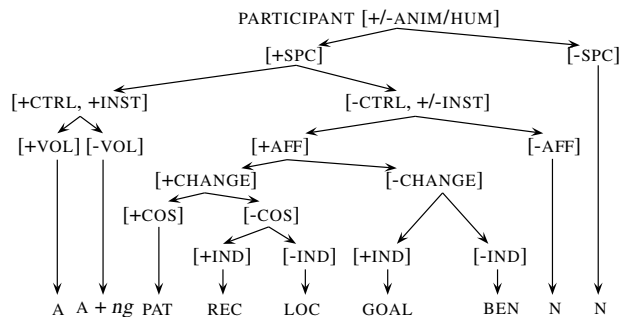 PARTICIPANT [+/-ANIM/HUM]
[+SPC] [-SPC]
[+CTRL, +INST] [-CTRL, +/-INST]
[+VOL] [-VOL] [+AFF] [-AFF]
[+CHANGE] [-CHANGE]
[+COS] [-COS]
[+IND] [-IND] [+IND] [-IND]
A A + ng PAT REC LOC GOAL BEN N N